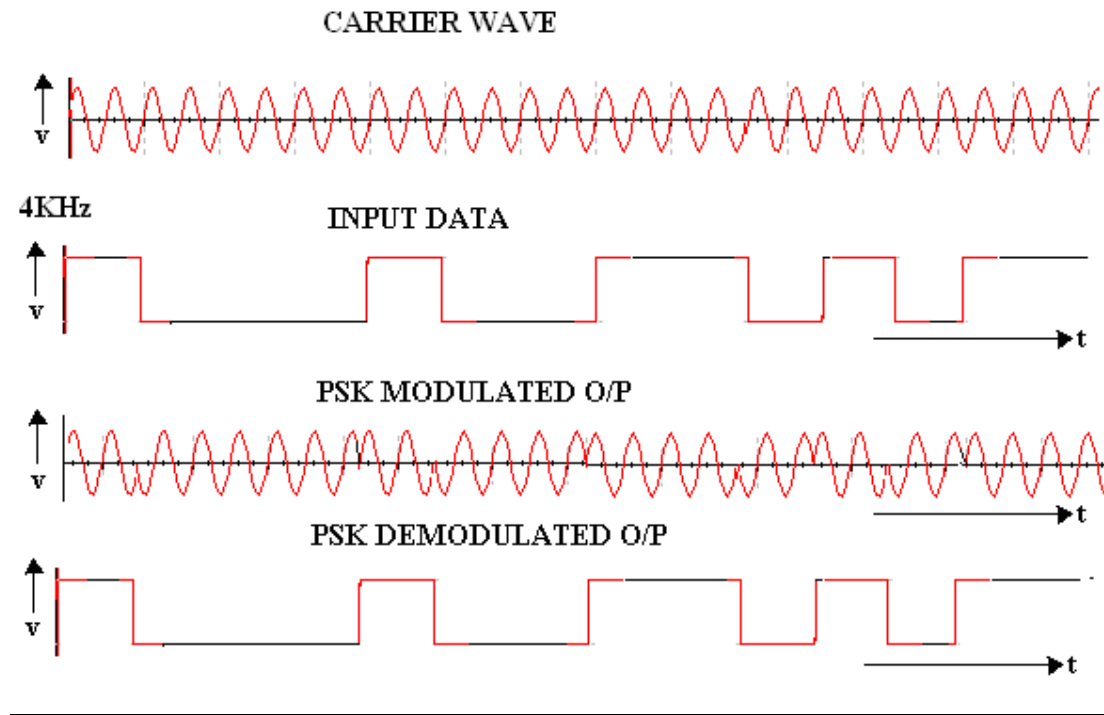 CARRIER WAVE
v
4KHz
INPUT DATA
v
t
PSK MODULATED O/P
v
t
PSK DEMODULATED O/P
v
t